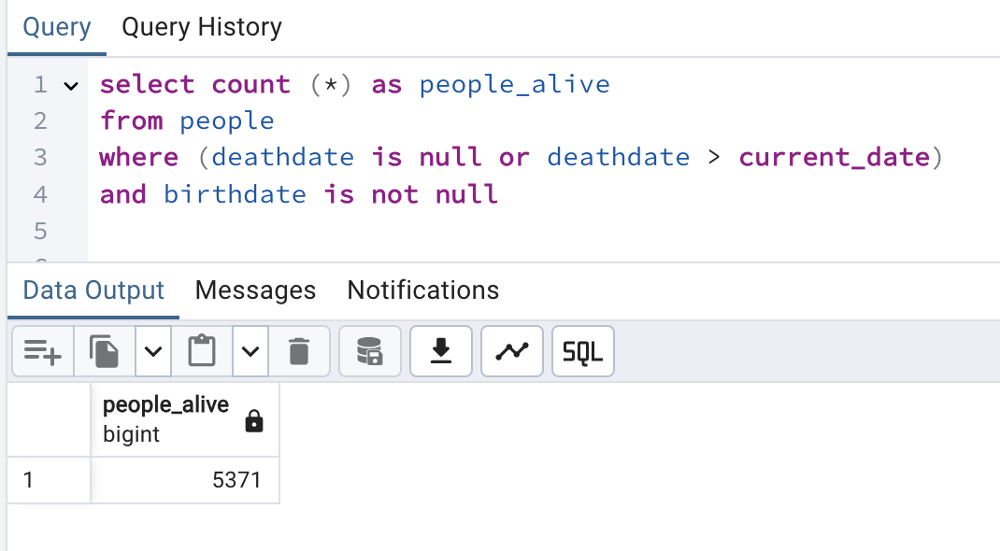 Query Query History
1 select count (*) as people_alive
2 from people
3 where (deathdate is null or deathdate > current_date)
4 and birthdate is not null
5
Data Output Messages Notifications
SQL
people_alive
bigint
1 5371